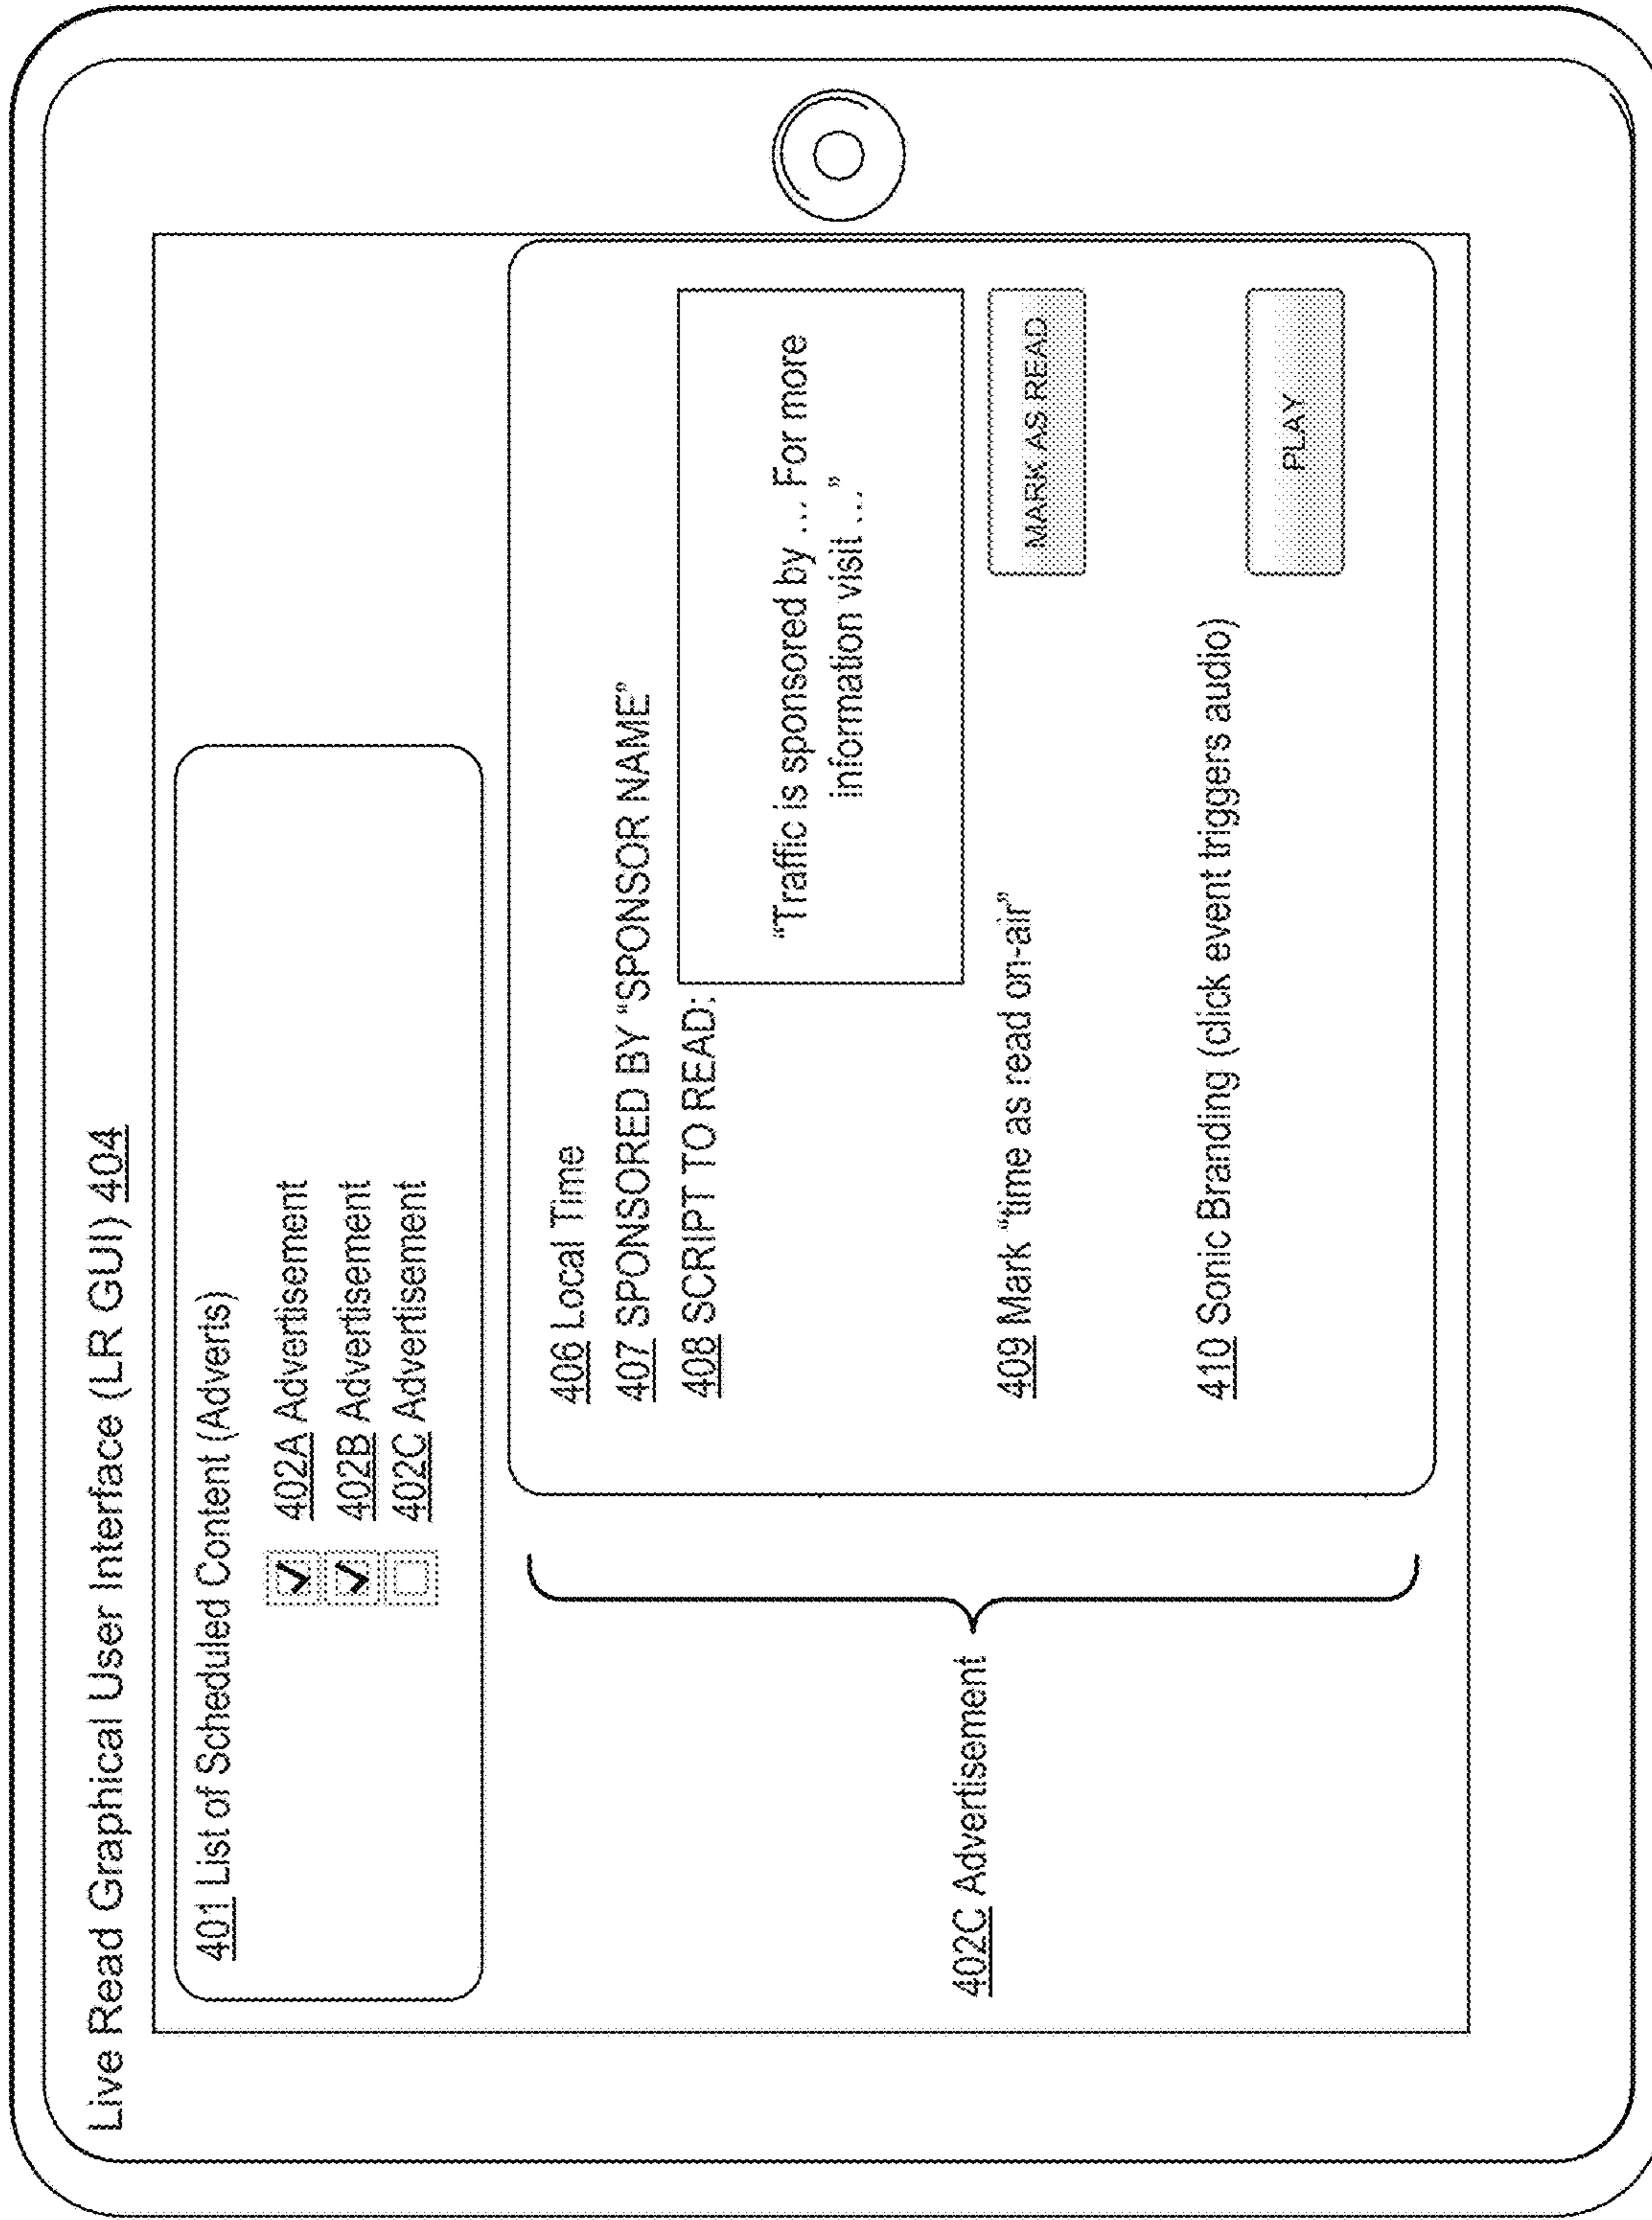 Live Read Graphical User Interface (LR GUI) 404
401 List of Scheduled Content (Adverts)
402A Advertisement
402B Advertisement
402C Advertisement
406 Local Time
407 SPONSORED BY “SPONSOR NAME”
408 SCRIPT TO READ:
“Traffic is sponsored by ... For more
information visit ...”
402C Advertisement
409 Mark “time as read on-air”
MARK AS READ
410 Sonic Branding (click event triggers audio)
PLAY